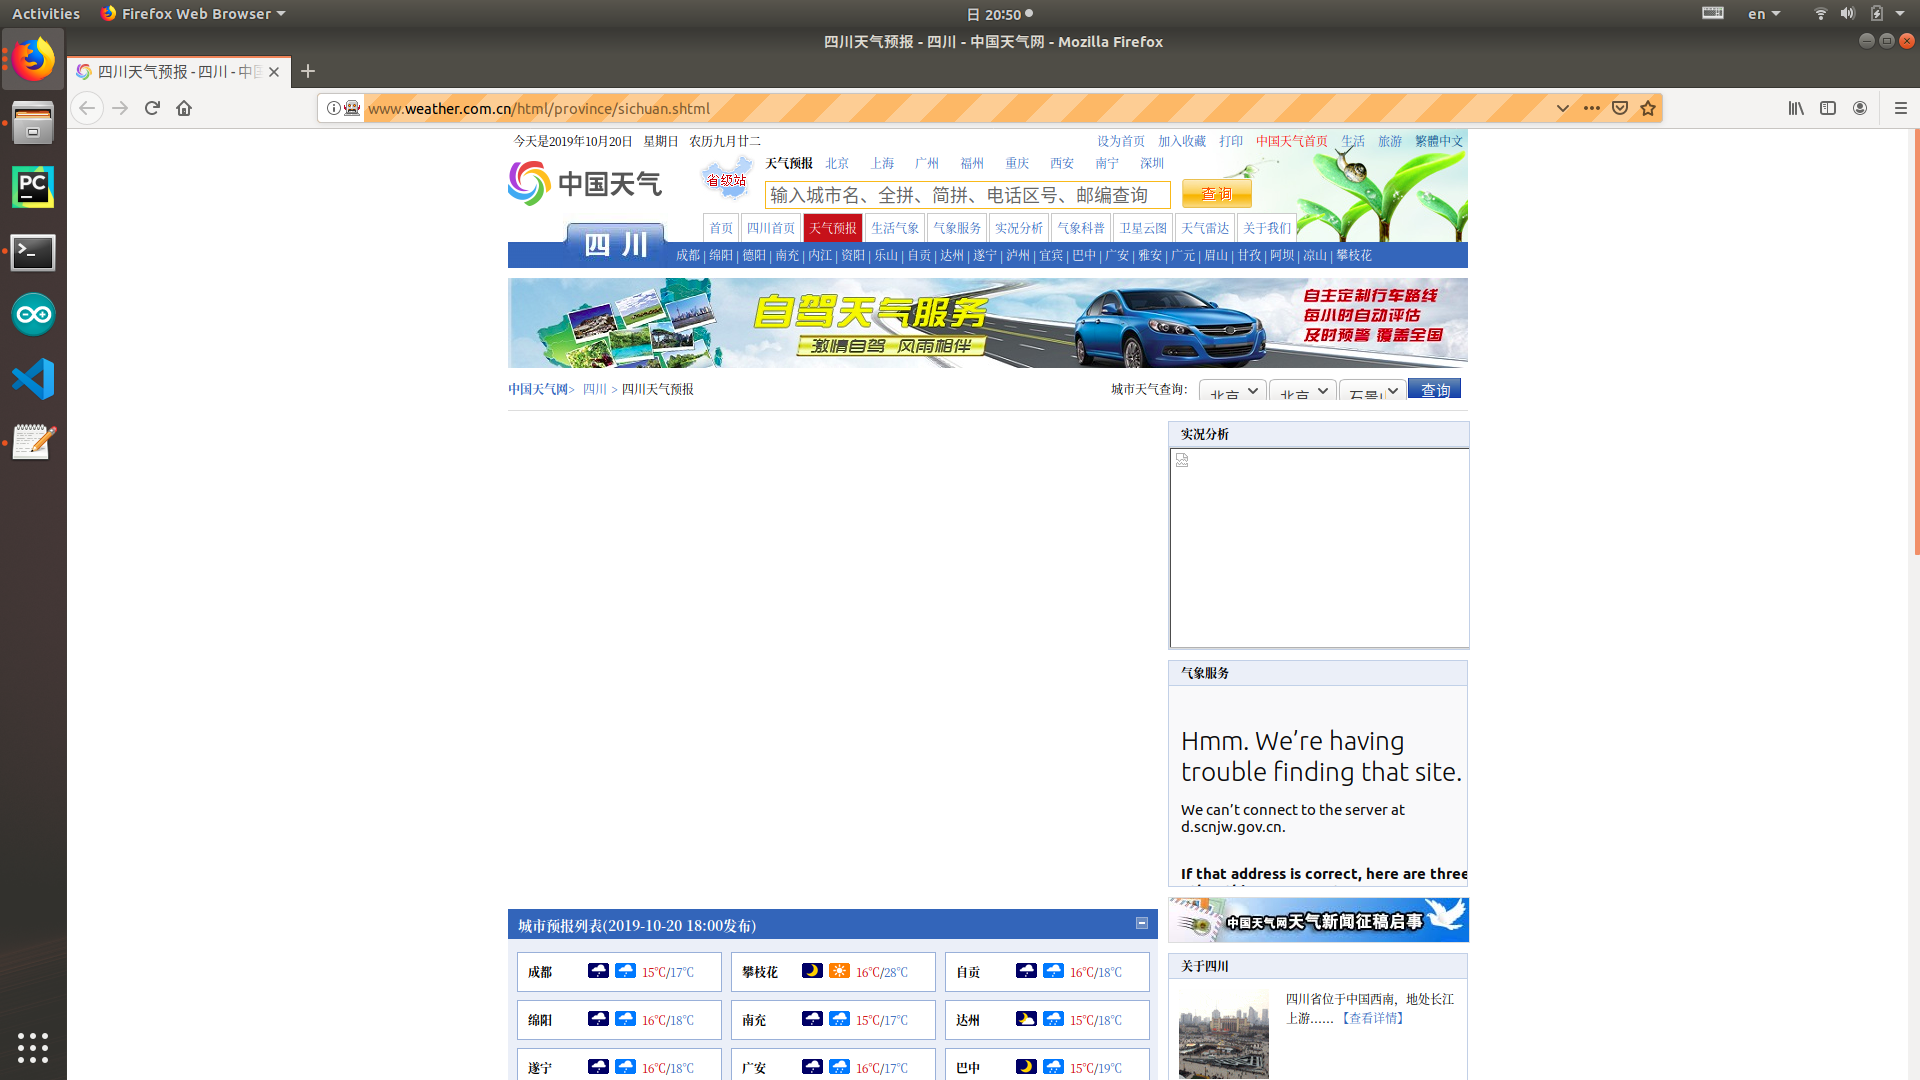 Activities Firefox Web Browser 日 20:50 en
四川天气预报 - 四川 - 中国天气网 - Mozilla Firefox
四川天气预报 - 四川 - 中国
www.weather.com.cn/html/province/sichuan.shtml
今天是2019年10月20日 星期日 农历九月廿二
设为首页 加入收藏 打印 中国天气首页 生活 旅游 繁體中文
中国天气
省级站
天气预报 北京 上海 广州 福州 重庆 西安 南宁 深圳
输入城市名、全拼、简拼、电话区号、邮编查询 查询
首页 四川首页 天气预报 生活气象 气象服务 实况分析 气象科普 卫星云图 天气雷达 关于我们
四 川
成都 | 绵阳 | 德阳 | 南充 | 内江 | 资阳 | 乐山 | 自贡 | 达州 | 遂宁 | 泸州 | 宜宾 | 巴中 | 广安 | 雅安 | 广元 | 眉山 | 甘孜 | 阿坝 | 凉山 | 攀枝花
自驾天气服务
激情自驾 风雨相伴
自主定制行车路线
每小时自动评估
及时预警 覆盖全国
中国天气网> 四川 > 四川天气预报
城市天气查询： 北京 北京 石景 查询
实况分析
气象服务
Hmm. We’re having
trouble finding that site.
We can’t connect to the server at
d.scnjw.gov.cn.
If that address is correct, here are three
中国天气网天气新闻征稿启事
关于四川
四川省位于中国西南，地处长江
上游…… 【查看详情】
城市预报列表(2019-10-20 18:00发布)
成都 15℃/17℃ 攀枝花 16℃/28℃ 自贡 16℃/18℃
绵阳 16℃/18℃ 南充 15℃/17℃ 达州 15℃/18℃
遂宁 16℃/18℃ 广安 16℃/17℃ 巴中 15℃/19℃
PC